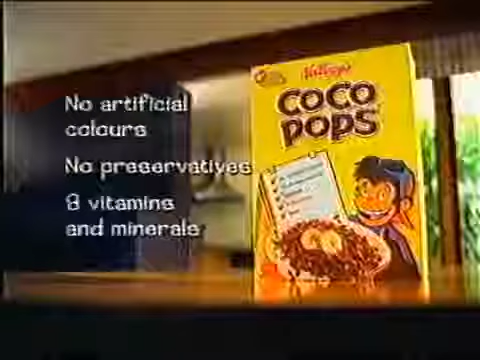 No artificial
colours
No preservatives
8 vitamins
and minerals
Kellogg's
COCO
POPS